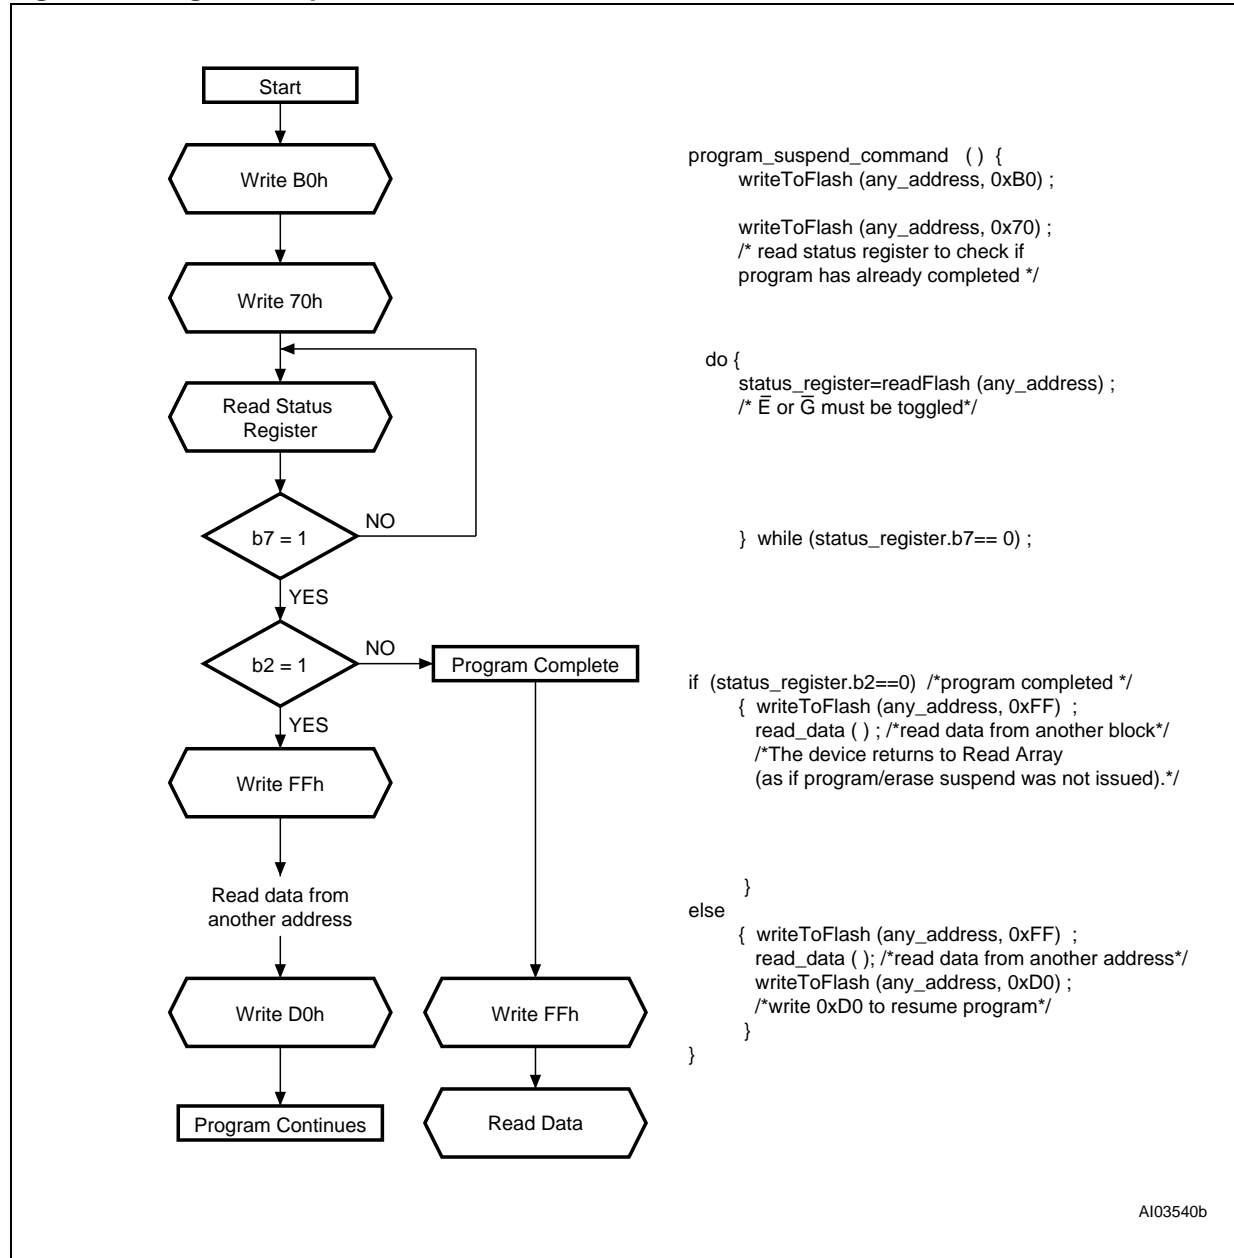 Start
Write B0h
Write 70h
Read Status
Register
b7 = 1
NO
YES
b2 = 1
NO
Program Complete
YES
Write FFh
Read data from
another address
Write D0h
Write FFh
Program Continues
Read Data
program_suspend_command ( ) {
writeToFlash (any_address, 0xB0) ;
writeToFlash (any_address, 0x70) ;
/* read status register to check if
program has already completed */
do {
status_register=readFlash (any_address) ;
/* E̅ or G̅ must be toggled*/
} while (status_register.b7== 0) ;
if (status_register.b2==0) /*program completed */
{ writeToFlash (any_address, 0xFF) ;
read_data ( ) ; /*read data from another block*/
/*The device returns to Read Array
(as if program/erase suspend was not issued).*/
}
else
{ writeToFlash (any_address, 0xFF) ;
read_data ( ); /*read data from another address*/
writeToFlash (any_address, 0xD0) ;
/*write 0xD0 to resume program*/
}
}
AI03540b